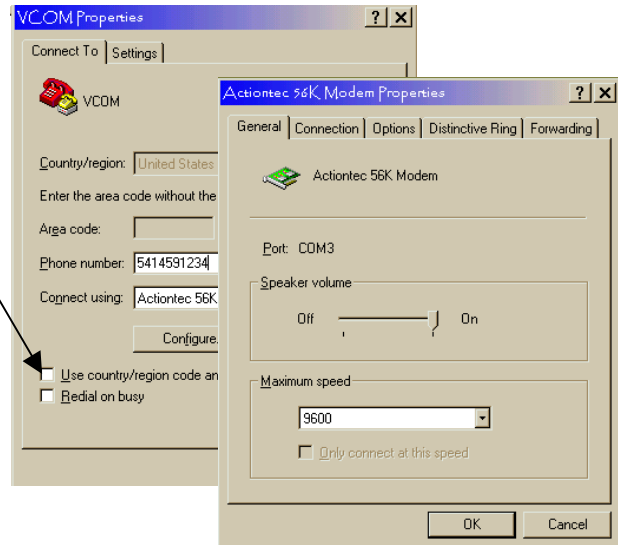 VCOM Properties
Connect To
Settings
VCOM
Country/region:
United States
Enter the area code without the
Area code:
Phone number:
5414591234
Connect using:
Actiontec 56K
Configure.
Use country/region code an
Redial on busy
Actiontec 56K Modem Properties
General
Connection
Options
Distinctive Ring
Forwarding
Actiontec 56K Modem
Port: COM3
Speaker volume
Off
On
Maximum speed
9600
Only connect at this speed
OK
Cancel